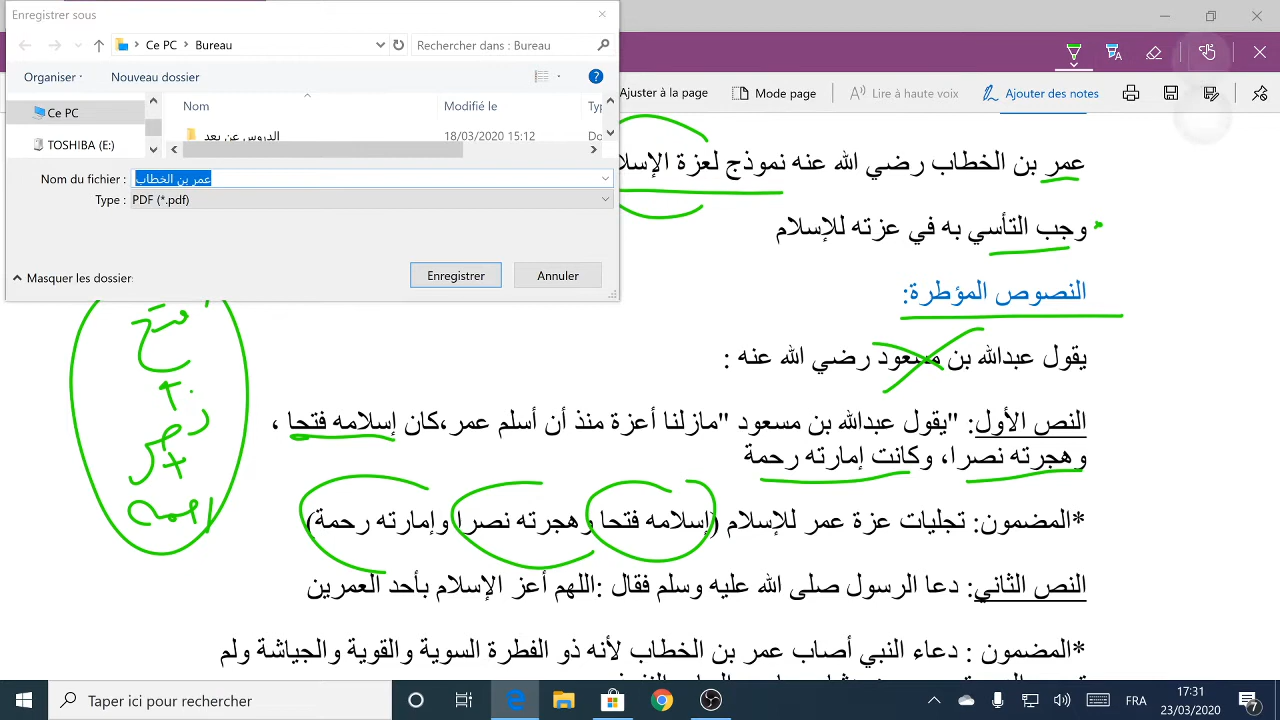 Enregistrer sous
Ce PC > Bureau
Rechercher dans : Bureau
Organiser
Nouveau dossier
Ce PC
TOSHIBA (E:)
Nom
Modifié le
الدروس عن بعد
18/03/2020 15:12
Nom du fichier :
عمر بن الخطاب
Type :
PDF (*.pdf)
Masquer les dossiers
Enregistrer
Annuler
Ajuster à la page
Mode page
Lire à haute voix
Ajouter des notes
عمر بن الخطاب رضي الله عنه نموذج لعزة
وجب التأسي به في عزته للإسلام
النصوص المؤطرة:
يقول عبدالله بن مسعود رضي الله عنه :
النص الأول: "يقول عبدالله بن مسعود "مازلنا أعزة منذ أن أسلم عمر،كان إسلامه فتحا ،
وهجرته نصرا، وكانت إمارته رحمة
*المضمون: تجليات عزة عمر للإسلام (إسلامه فتحا وهجرته نصرا وإمارته رحمة)
النص الثاني: دعا الرسول صلى الله عليه وسلم فقال :اللهم أعز الإسلام بأحد العمرين
*المضمون : دعاء النبي أصاب عمر بن الخطاب لأنه ذو الفطرة السوية والقوية والجياشة ولم
Taper ici pour rechercher
FRA
17:31
23/03/2020
7